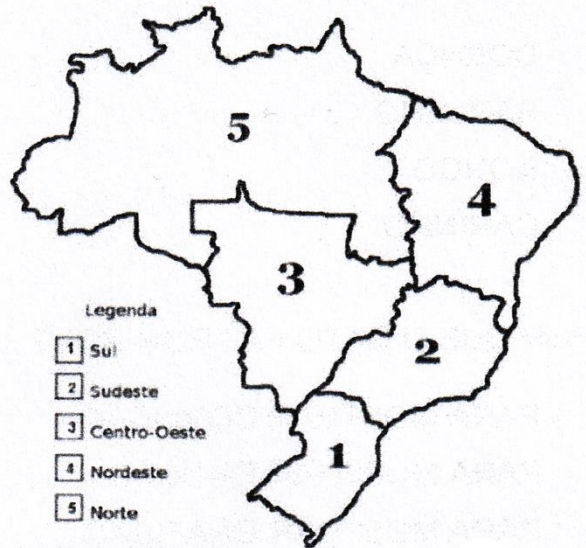 5
4
3
2
1
Legenda
1 Sul
2 Sudeste
3 Centro-Oeste
4 Nordeste
5 Norte